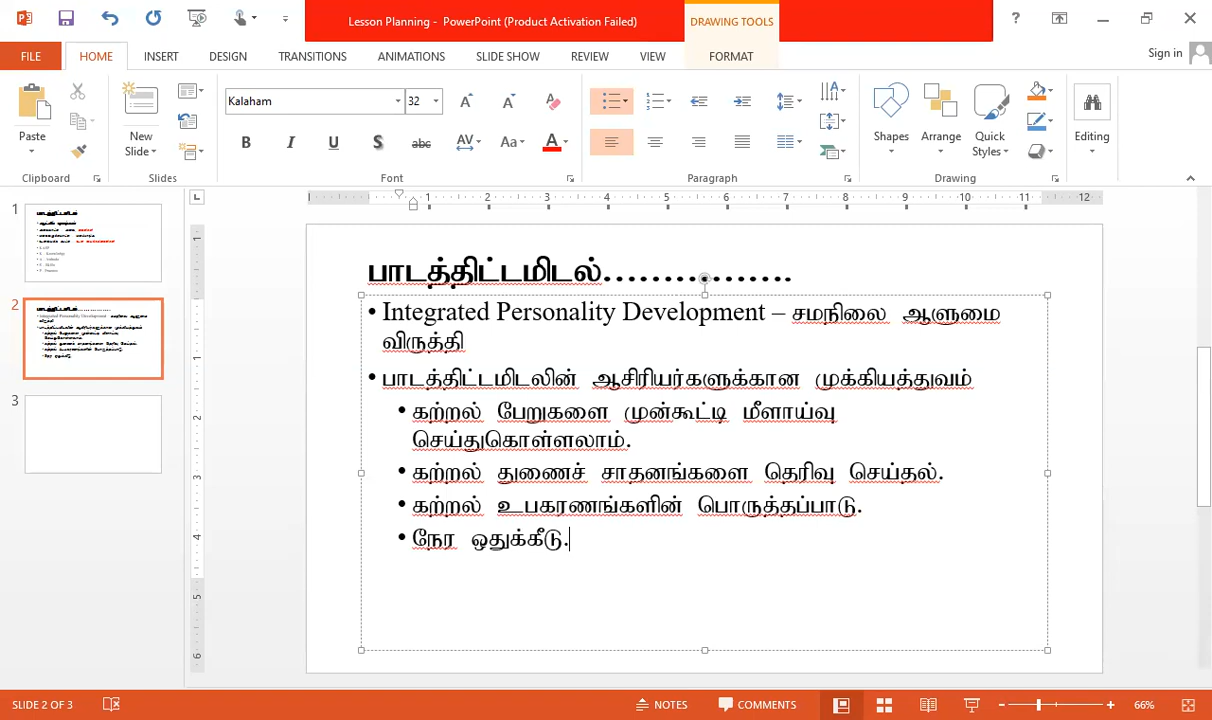 Lesson Planning - PowerPoint (Product Activation Failed)
DRAWING TOOLS
Sign in
FILE HOME INSERT DESIGN TRANSITIONS ANIMATIONS SLIDE SHOW REVIEW VIEW FORMAT
Kalaham 32
Paste
New Slide
Shapes Arrange Quick Styles
Editing
Clipboard Slides Font Paragraph Drawing
1
2
3
பாடத்திட்டமிடல்................
• Integrated Personality Development – சமநிலை ஆளுமை
விருத்தி
• பாடத்திட்டமிடலின் ஆசிரியர்களுக்கான முக்கியத்துவம்
• கற்றல் பேறுகளை முன்கூட்டி மீளாய்வு
செய்துகொள்ளலாம்.
• கற்றல் துணைச் சாதனங்களை தெரிவு செய்தல்.
• கற்றல் உபகரணங்களின் பொருத்தப்பாடு.
• நேர ஒதுக்கீடு.
SLIDE 2 OF 3 NOTES COMMENTS 66%